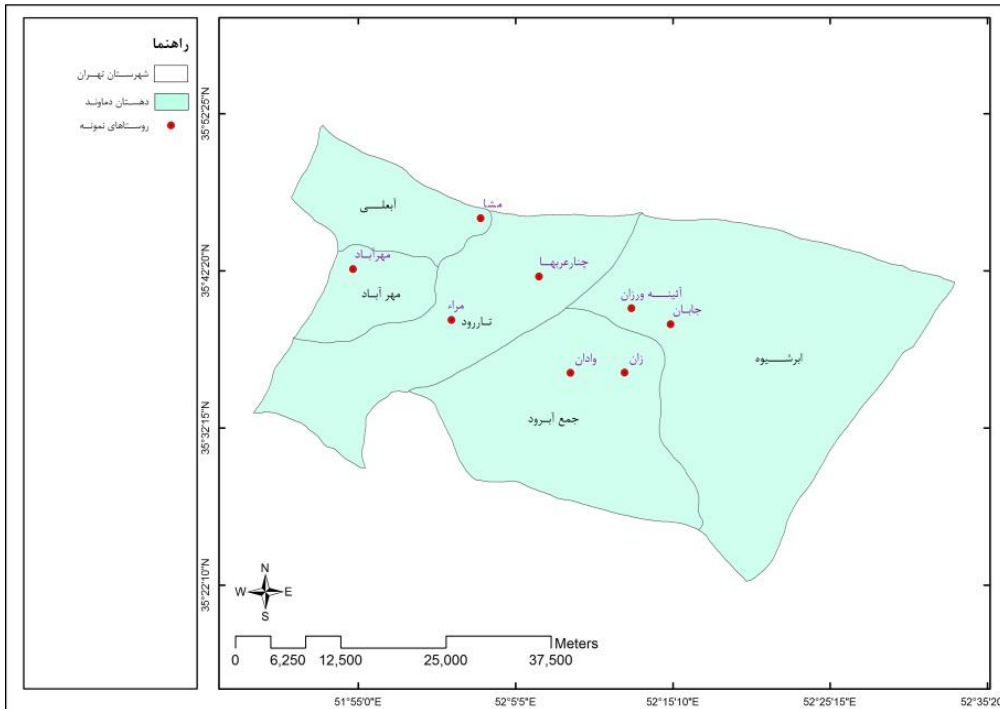 راهنما
شهرستان تهران
دهستان دماوند
روستاهای نمونه
آبعلی
مشا
مهرآباد
مهر آباد
چنارعربها
مراء
تاررود
آئینه ورزان
جابان
ابرشیوه
وادان
زان
جمع آبرود
35°52'25"N
35°42'20"N
35°32'15"N
35°22'10"N
N
W E
S
Meters
0 6,250 12,500 25,000 37,500
51°55'0"E 52°5'5"E 52°15'10"E 52°25'15"E 52°35'20"